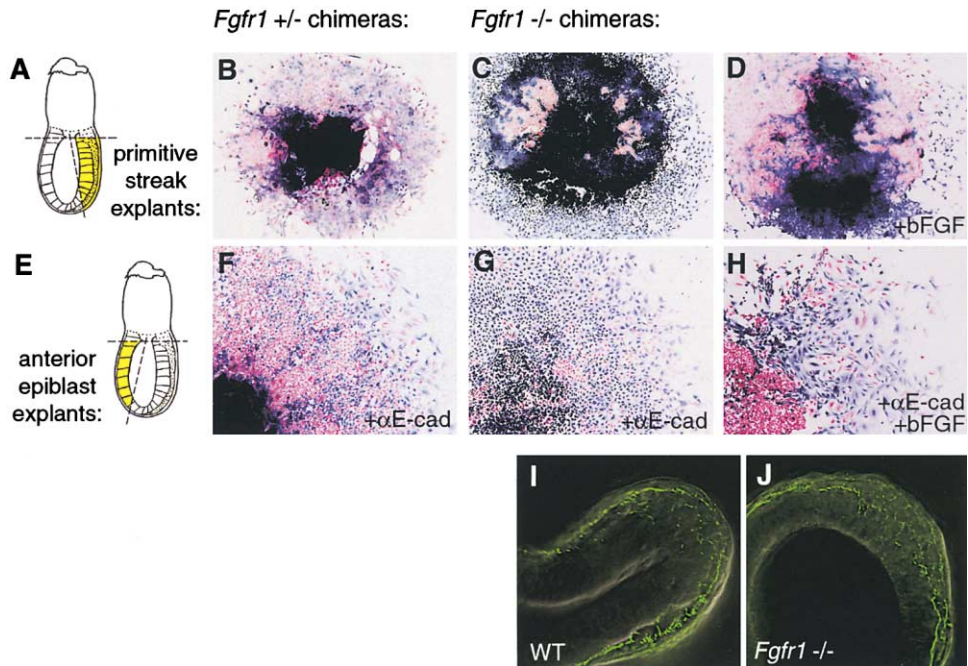 Fgfr1 +/- chimeras:
Fgfr1 -/- chimeras:
A
primitive
streak
explants:
B
C
D
+bFGF
E
anterior
epiblast
explants:
F
+αE-cad
G
+αE-cad
H
+αE-cad
+bFGF
I
WT
J
Fgfr1 -/-